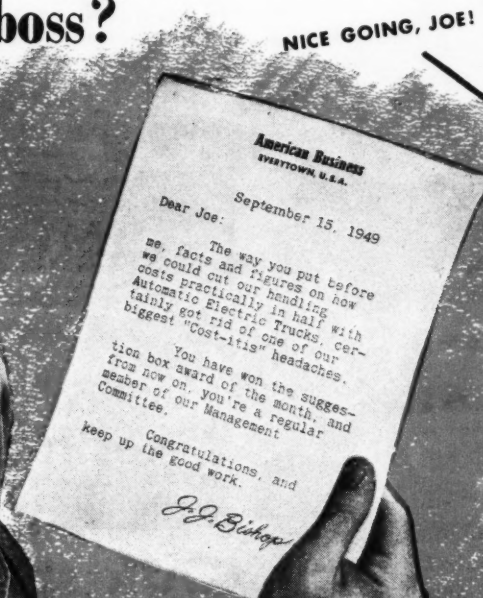 boss?
NICE GOING, JOE!
American Business
EVERYTOWN, U.S.A.
September 15, 1949
Dear Joe:
The way you put before
me, facts and figures on how
we could cut our handling
costs practically in half with
Automatic Electric Trucks, cer-
tainly got rid of one of our
biggest "Cost-itis" headaches.
You have won the sugges-
tion box award of the month, and
from now on, you're a regular
member of our Management
Committee.
Congratulations, and
keep up the good work.
J.J. Bishop